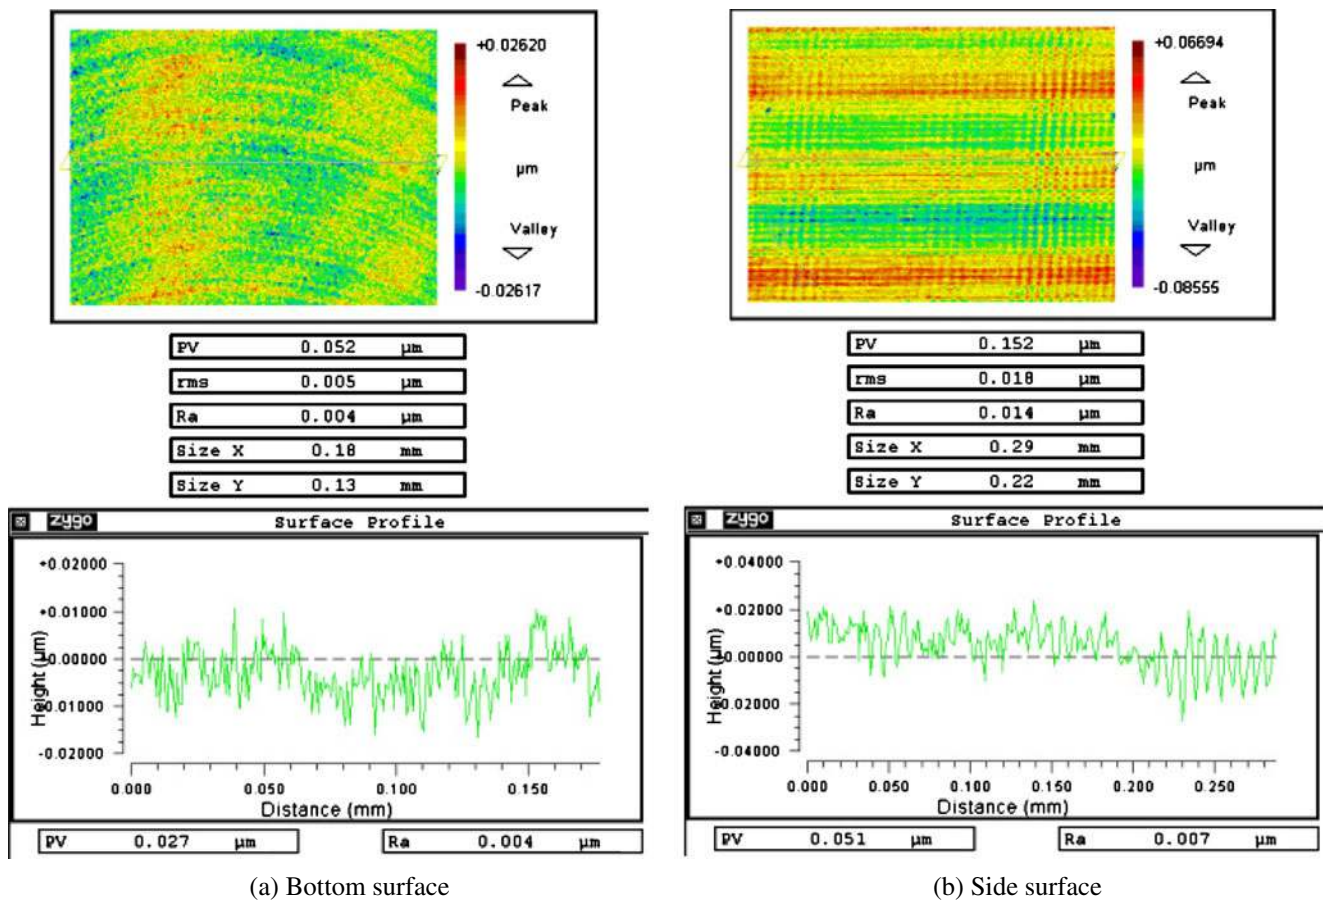 +0.02620
Peak
µm
Valley
-0.02617
PV 0.052 µm
rms 0.005 µm
Ra 0.004 µm
Size X 0.18 mm
Size Y 0.13 mm
zygo Surface Profile
+0.02000
+0.01000
+0.00000
-0.01000
-0.02000
Height (µm)
0.000 0.050 0.100 0.150
Distance (mm)
PV 0.027 µm Ra 0.004 µm
(a) Bottom surface
+0.06694
Peak
µm
Valley
-0.08555
PV 0.152 µm
rms 0.018 µm
Ra 0.014 µm
Size X 0.29 mm
Size Y 0.22 mm
zygo Surface Profile
+0.04000
+0.02000
+0.00000
-0.02000
-0.04000
Height (µm)
0.000 0.050 0.100 0.150 0.200 0.250
Distance (mm)
PV 0.051 µm Ra 0.007 µm
(b) Side surface